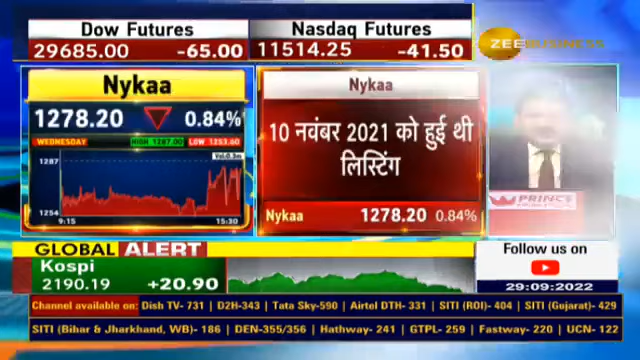 Dow Futures
29685.00 -65.00
Nasdaq Futures
11514.25 -41.50
ZEE BUSINESS
Nykaa
1278.20 0.84%
WEDNESDAY HIGH 1287.00 LOW 1253.60
Vol:0.3m
1287
1254
9:15 15:30
Nykaa
10 नवंबर 2021 को हुई थी
लिस्टिंग
Nykaa 1278.20 0.84%
PRINCE
GLOBAL ALERT
Kospi
2190.19 +20.90
Follow us on
29:09:2022
Channel available on: Dish TV- 731 | D2H-343 | Tata Sky-590 | Airtel DTH- 331 | SITI (ROI)- 404 | SITI (Gujarat)- 429
SITI (Bihar & Jharkhand, WB)- 186 | DEN-355/356 | Hathway- 241 | GTPL- 259 | Fastway- 220 | UCN- 122